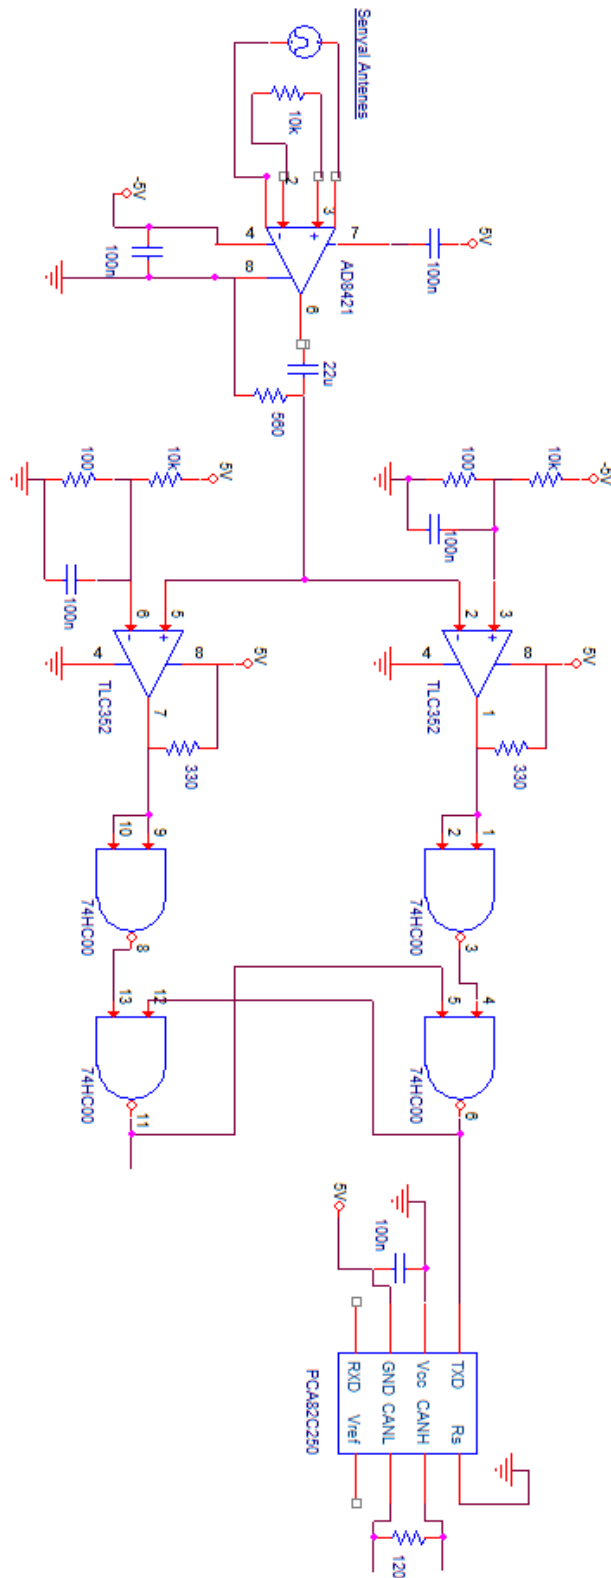 Senyal Antenes
10k
2
3
-
+
-5V
100n
4
8
7
6
AD8421
100n
5V
22u
560
-5V
10k
100
100n
3
2
+
-
8
4
1
5V
TLC352
330
1
2
3
74HC00
4
5
6
74HC00
5V
10k
100
100n
5
6
+
-
8
4
7
5V
TLC352
330
9
10
8
74HC00
12
13
11
74HC00
5V
100n
TXD Rs
Vcc CANH
GND CANL
RXD Vref
PCA82C250
120